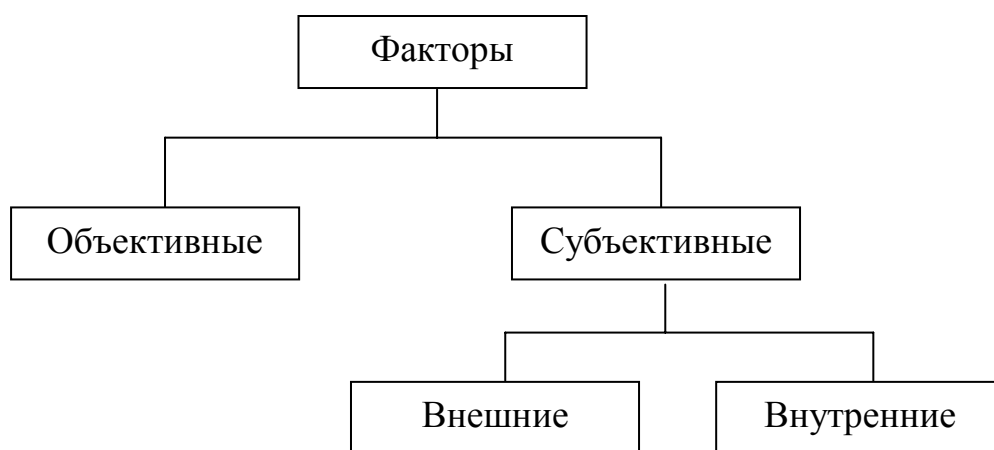 Факторы
Объективные
Субъективные
Внешние
Внутренние